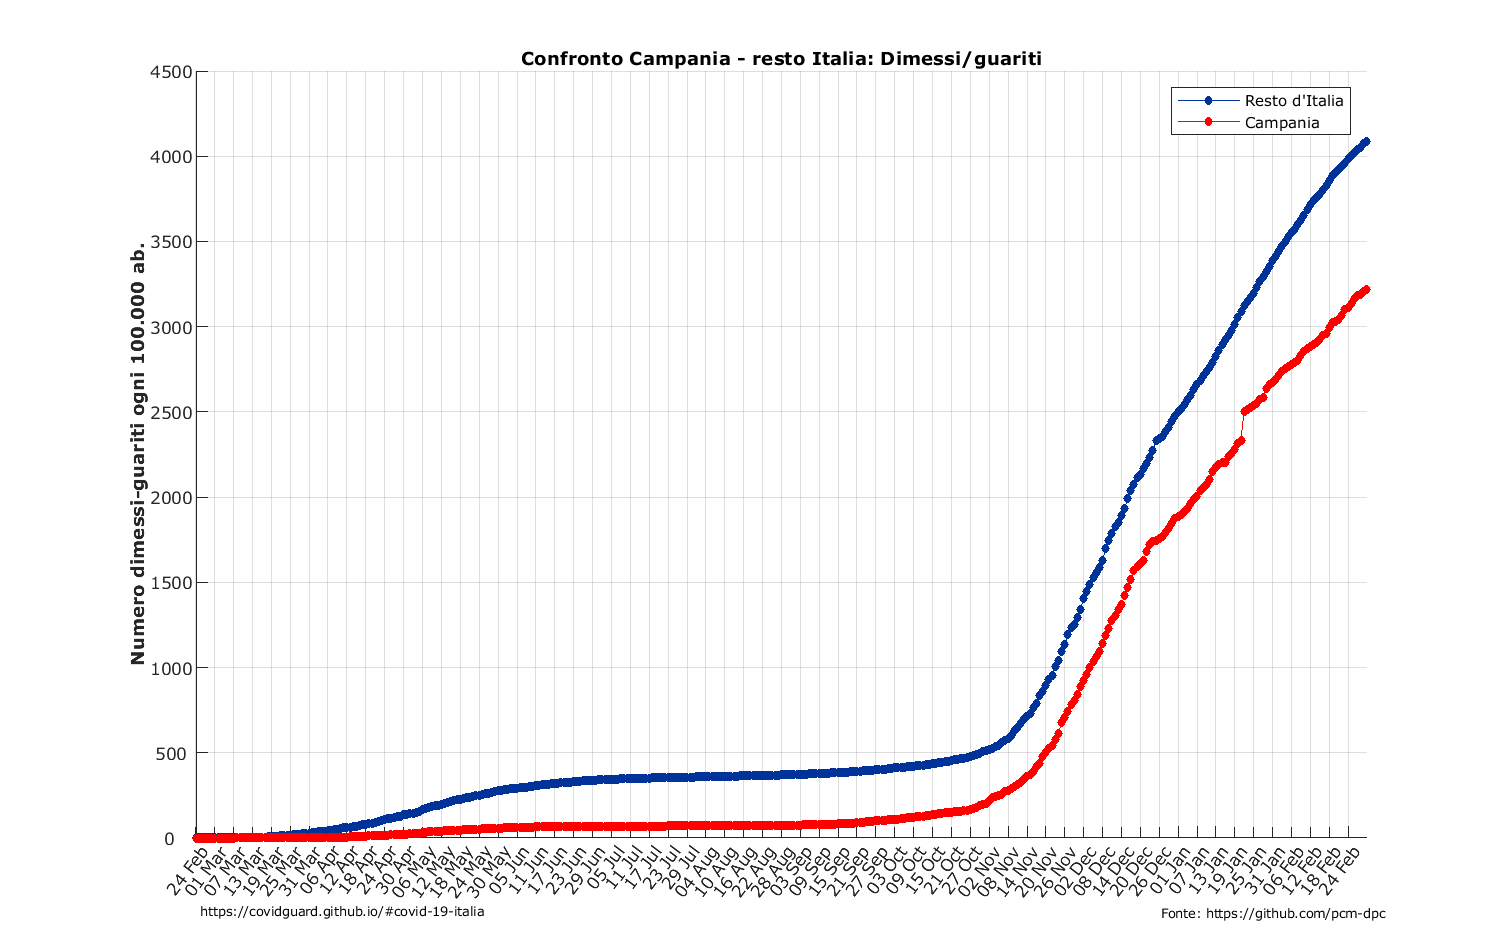 Confronto Campania - resto Italia: Dimessi/guariti
Resto d'Italia
Campania
Numero dimessi-guariti ogni 100.000 ab.
4500
4000
3500
3000
2500
2000
1500
1000
500
0
24 Feb
01 Mar
07 Mar
13 Mar
19 Mar
25 Mar
31 Mar
06 Apr
12 Apr
18 Apr
24 Apr
30 Apr
06 May
12 May
18 May
24 May
30 May
05 Jun
11 Jun
17 Jun
23 Jun
29 Jun
05 Jul
11 Jul
17 Jul
23 Jul
29 Jul
04 Aug
10 Aug
16 Aug
22 Aug
28 Aug
03 Sep
09 Sep
15 Sep
21 Sep
27 Sep
03 Oct
09 Oct
15 Oct
21 Oct
27 Oct
02 Nov
08 Nov
14 Nov
20 Nov
26 Nov
02 Dec
08 Dec
14 Dec
20 Dec
26 Dec
01 Jan
07 Jan
13 Jan
19 Jan
25 Jan
31 Jan
06 Feb
12 Feb
18 Feb
24 Feb
https://covidguard.github.io/#covid-19-italia
Fonte: https://github.com/pcm-dpc